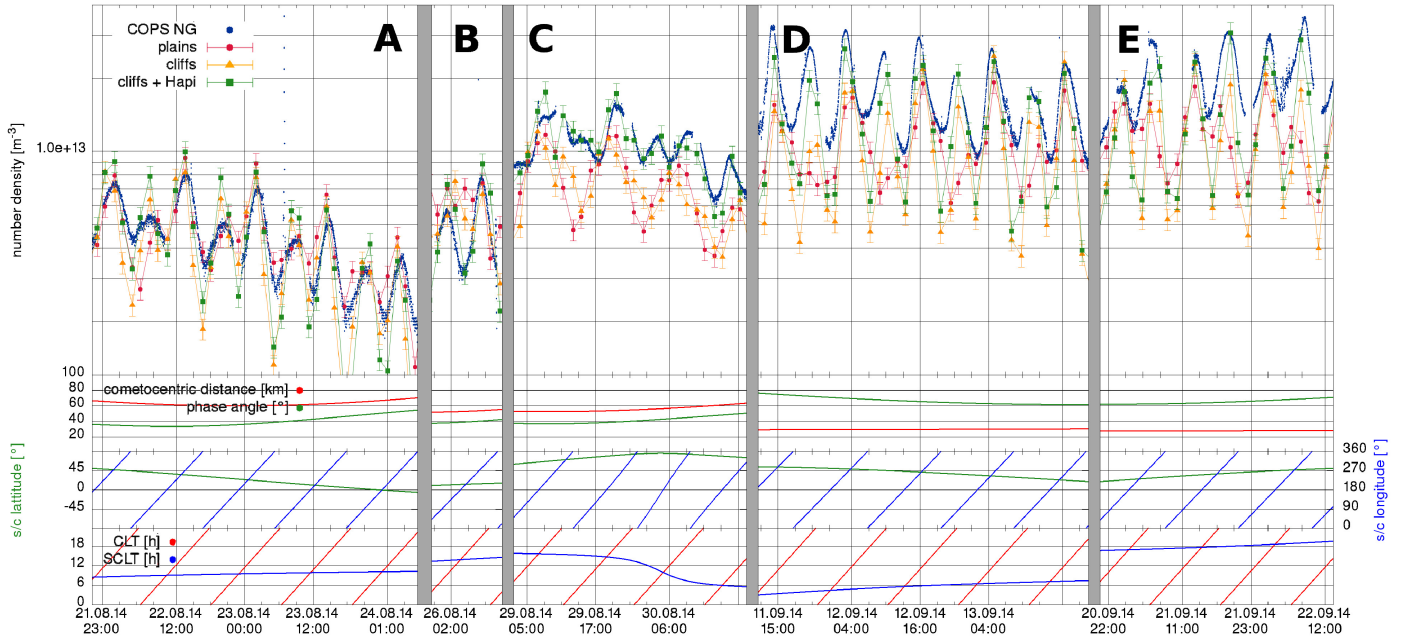 A
B
C
D
E
COPS NG
plains
cliffs
cliffs + Hapi
number density [m⁻³]
1.0e+13
100
80
60
40
20
cometocentric distance [km]
phase angle [°]
s/c lattitude [°]
45
0
-45
360
270
180
90
0
s/c longitude [°]
CLT [h]
SCLT [h]
18
12
6
0
21.08.14 22.08.14 23.08.14 23.08.14 24.08.14 26.08.14 29.08.14 29.08.14 30.08.14 11.09.14 12.09.14 12.09.14 13.09.14 20.09.14 21.09.14 21.09.14 22.09.14
23:00 12:00 00:00 12:00 01:00 02:00 05:00 17:00 06:00 15:00 04:00 16:00 04:00 22:00 11:00 23:00 12:00